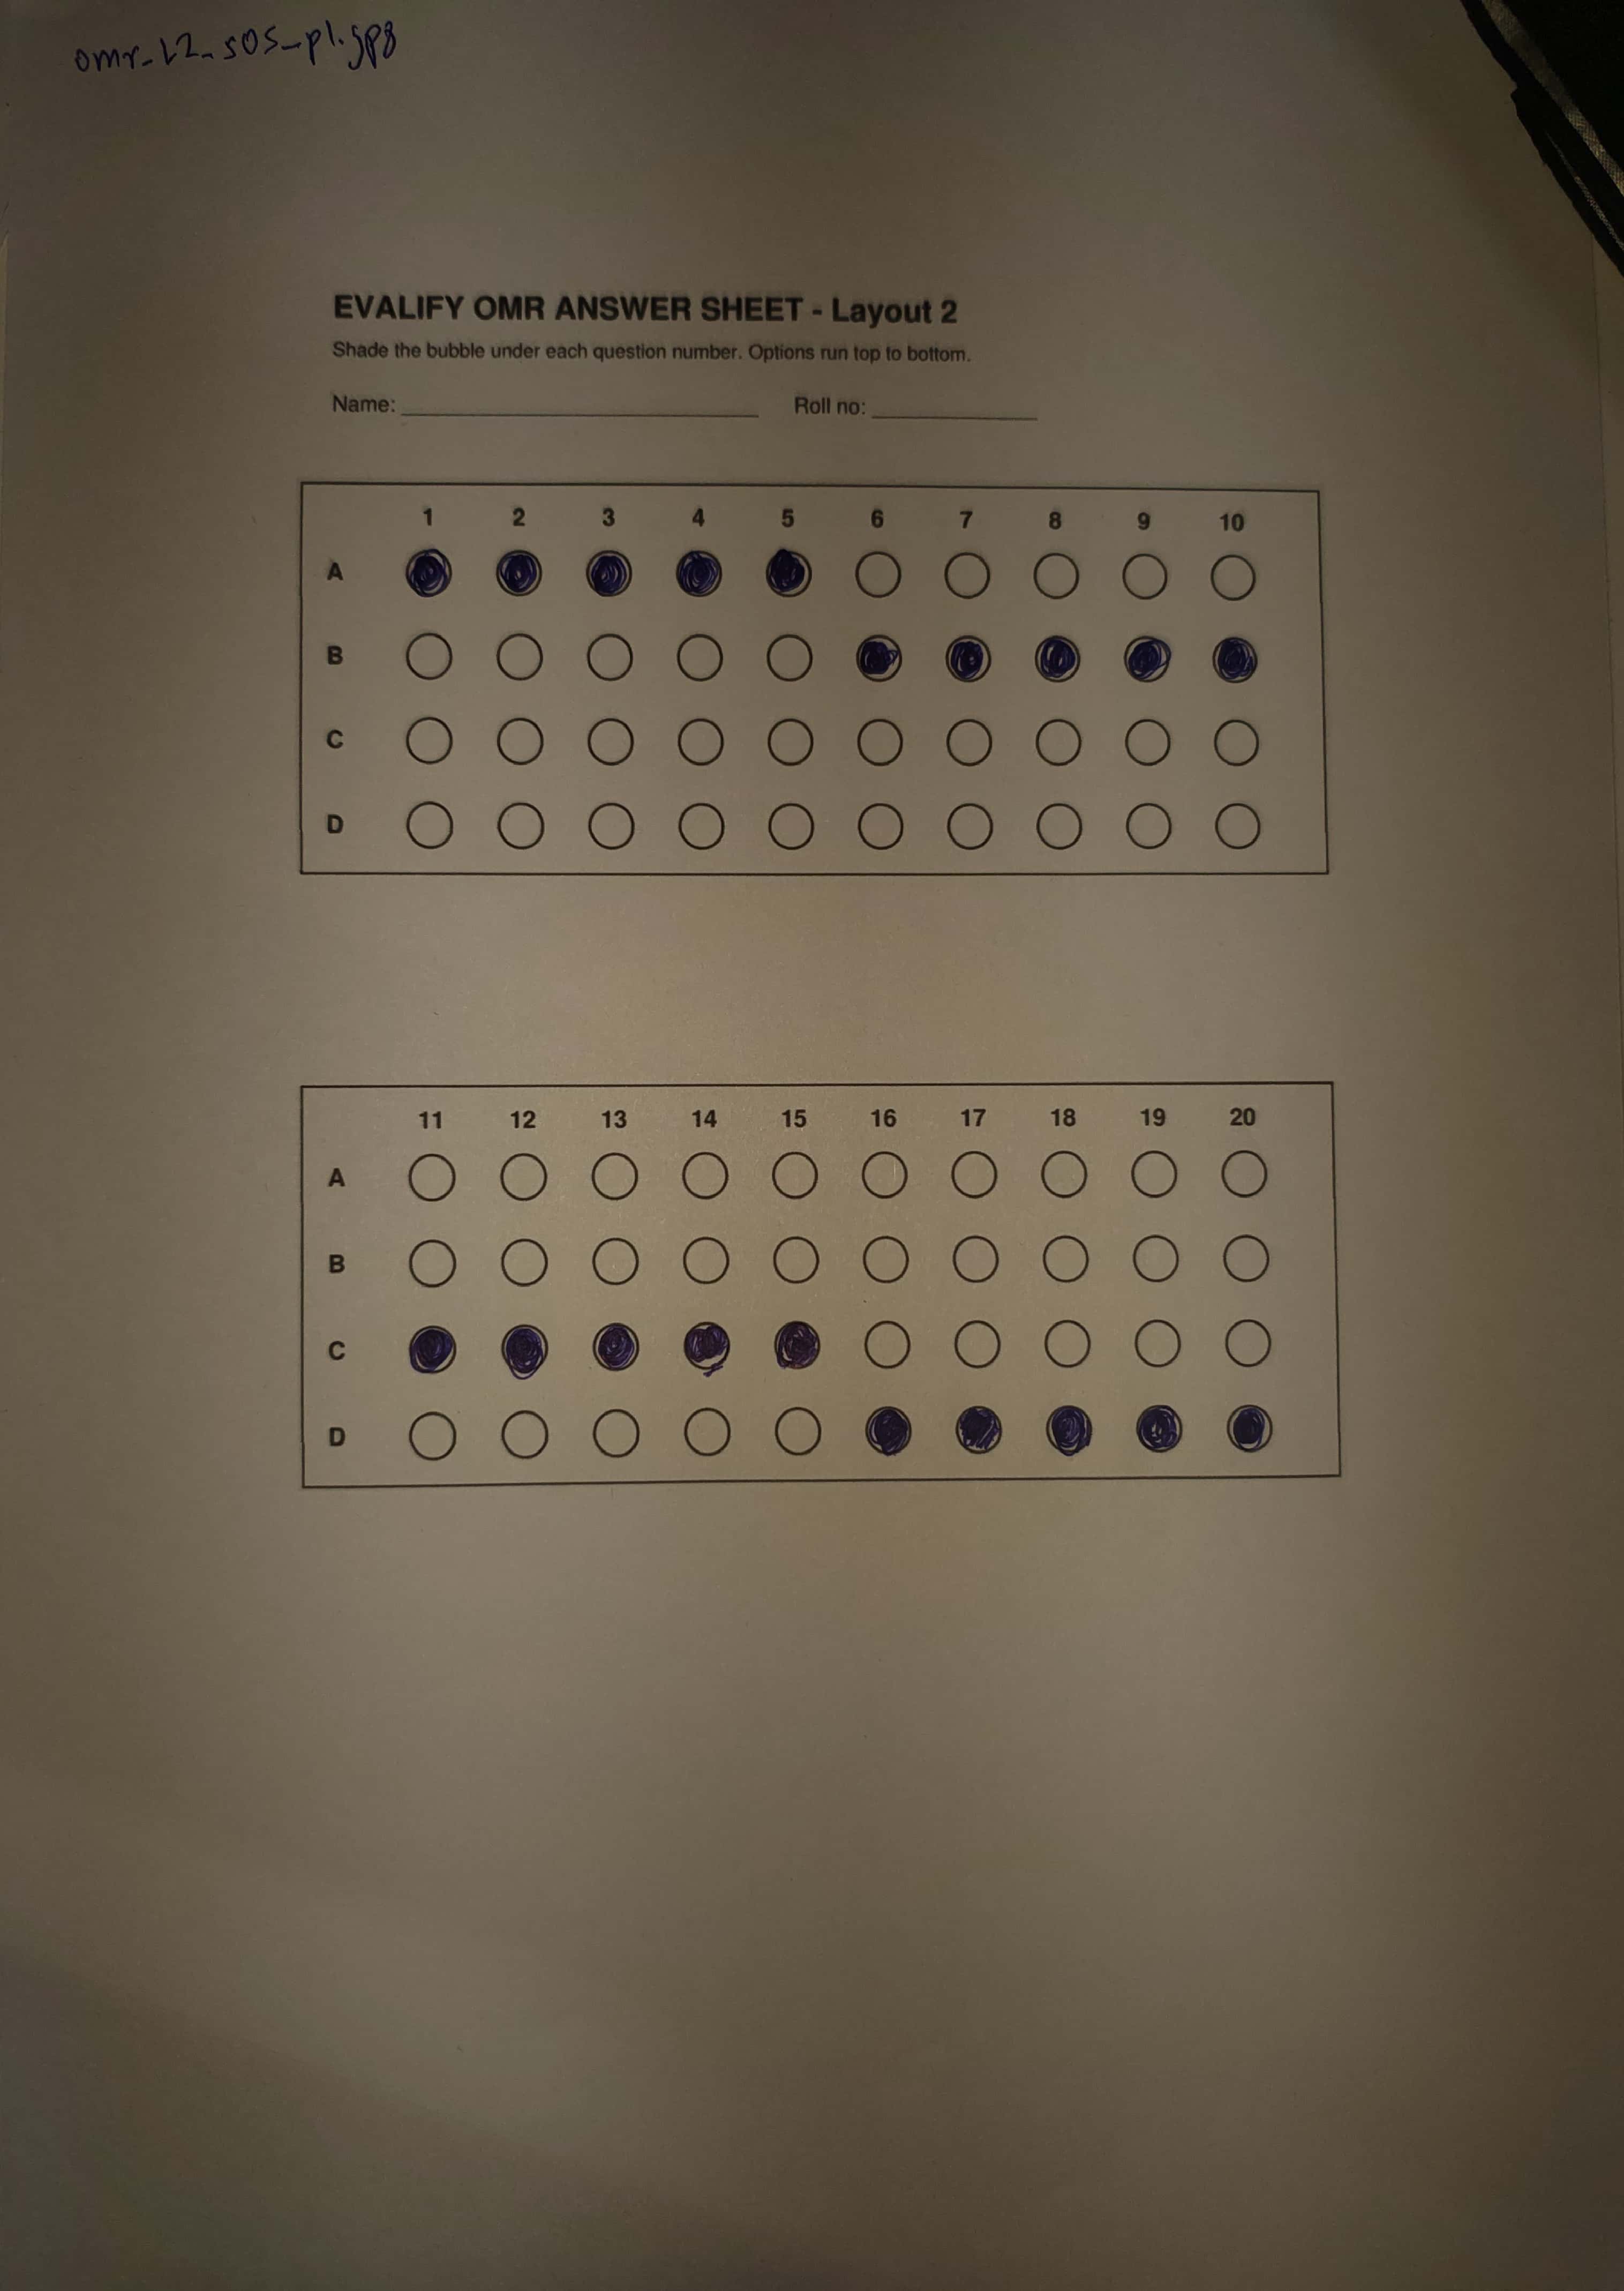 omr-L2-s05-p1.jpg
EVALIFY OMR ANSWER SHEET - Layout 2
Shade the bubble under each question number. Options run top to bottom.
Name: Roll no:
1 2 3 4 5 6 7 8 9 10
A
B
C
D
11 12 13 14 15 16 17 18 19 20
A
B
C
D